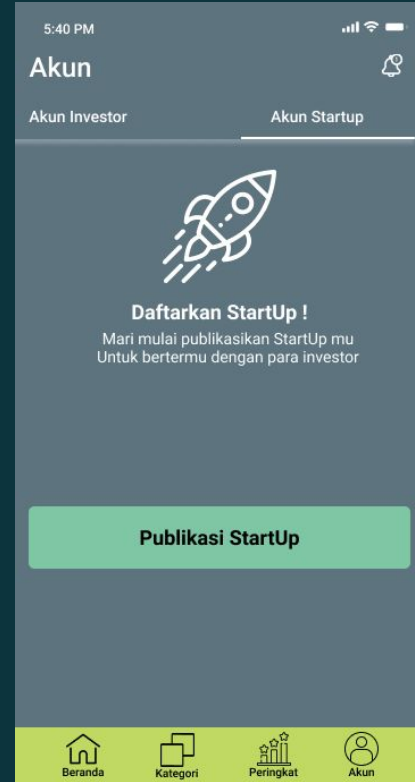 5:40 PM
Akun
Akun Investor
Akun Startup
Daftarkan StartUp !
Mari mulai publikasikan StartUp mu
Untuk bertermu dengan para investor
Publikasi StartUp
Beranda
Kategori
Peringkat
Akun